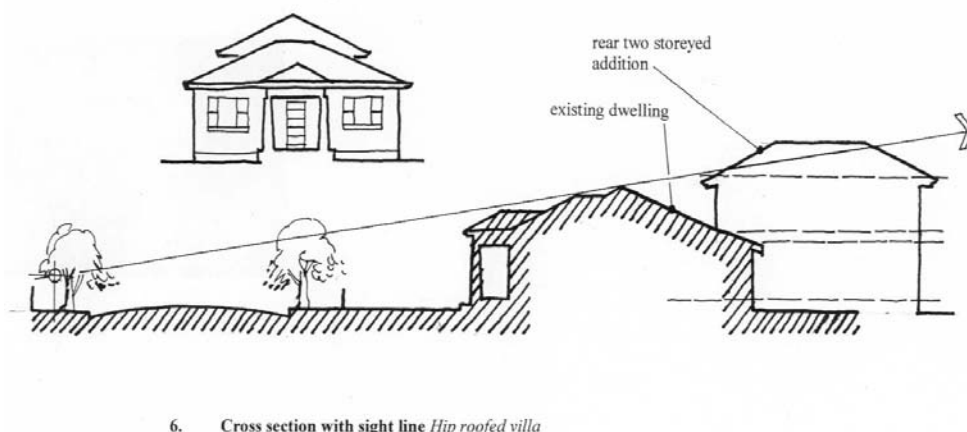 rear two storeyed
addition
existing dwelling
6. Cross section with sight line Hip roofed villa